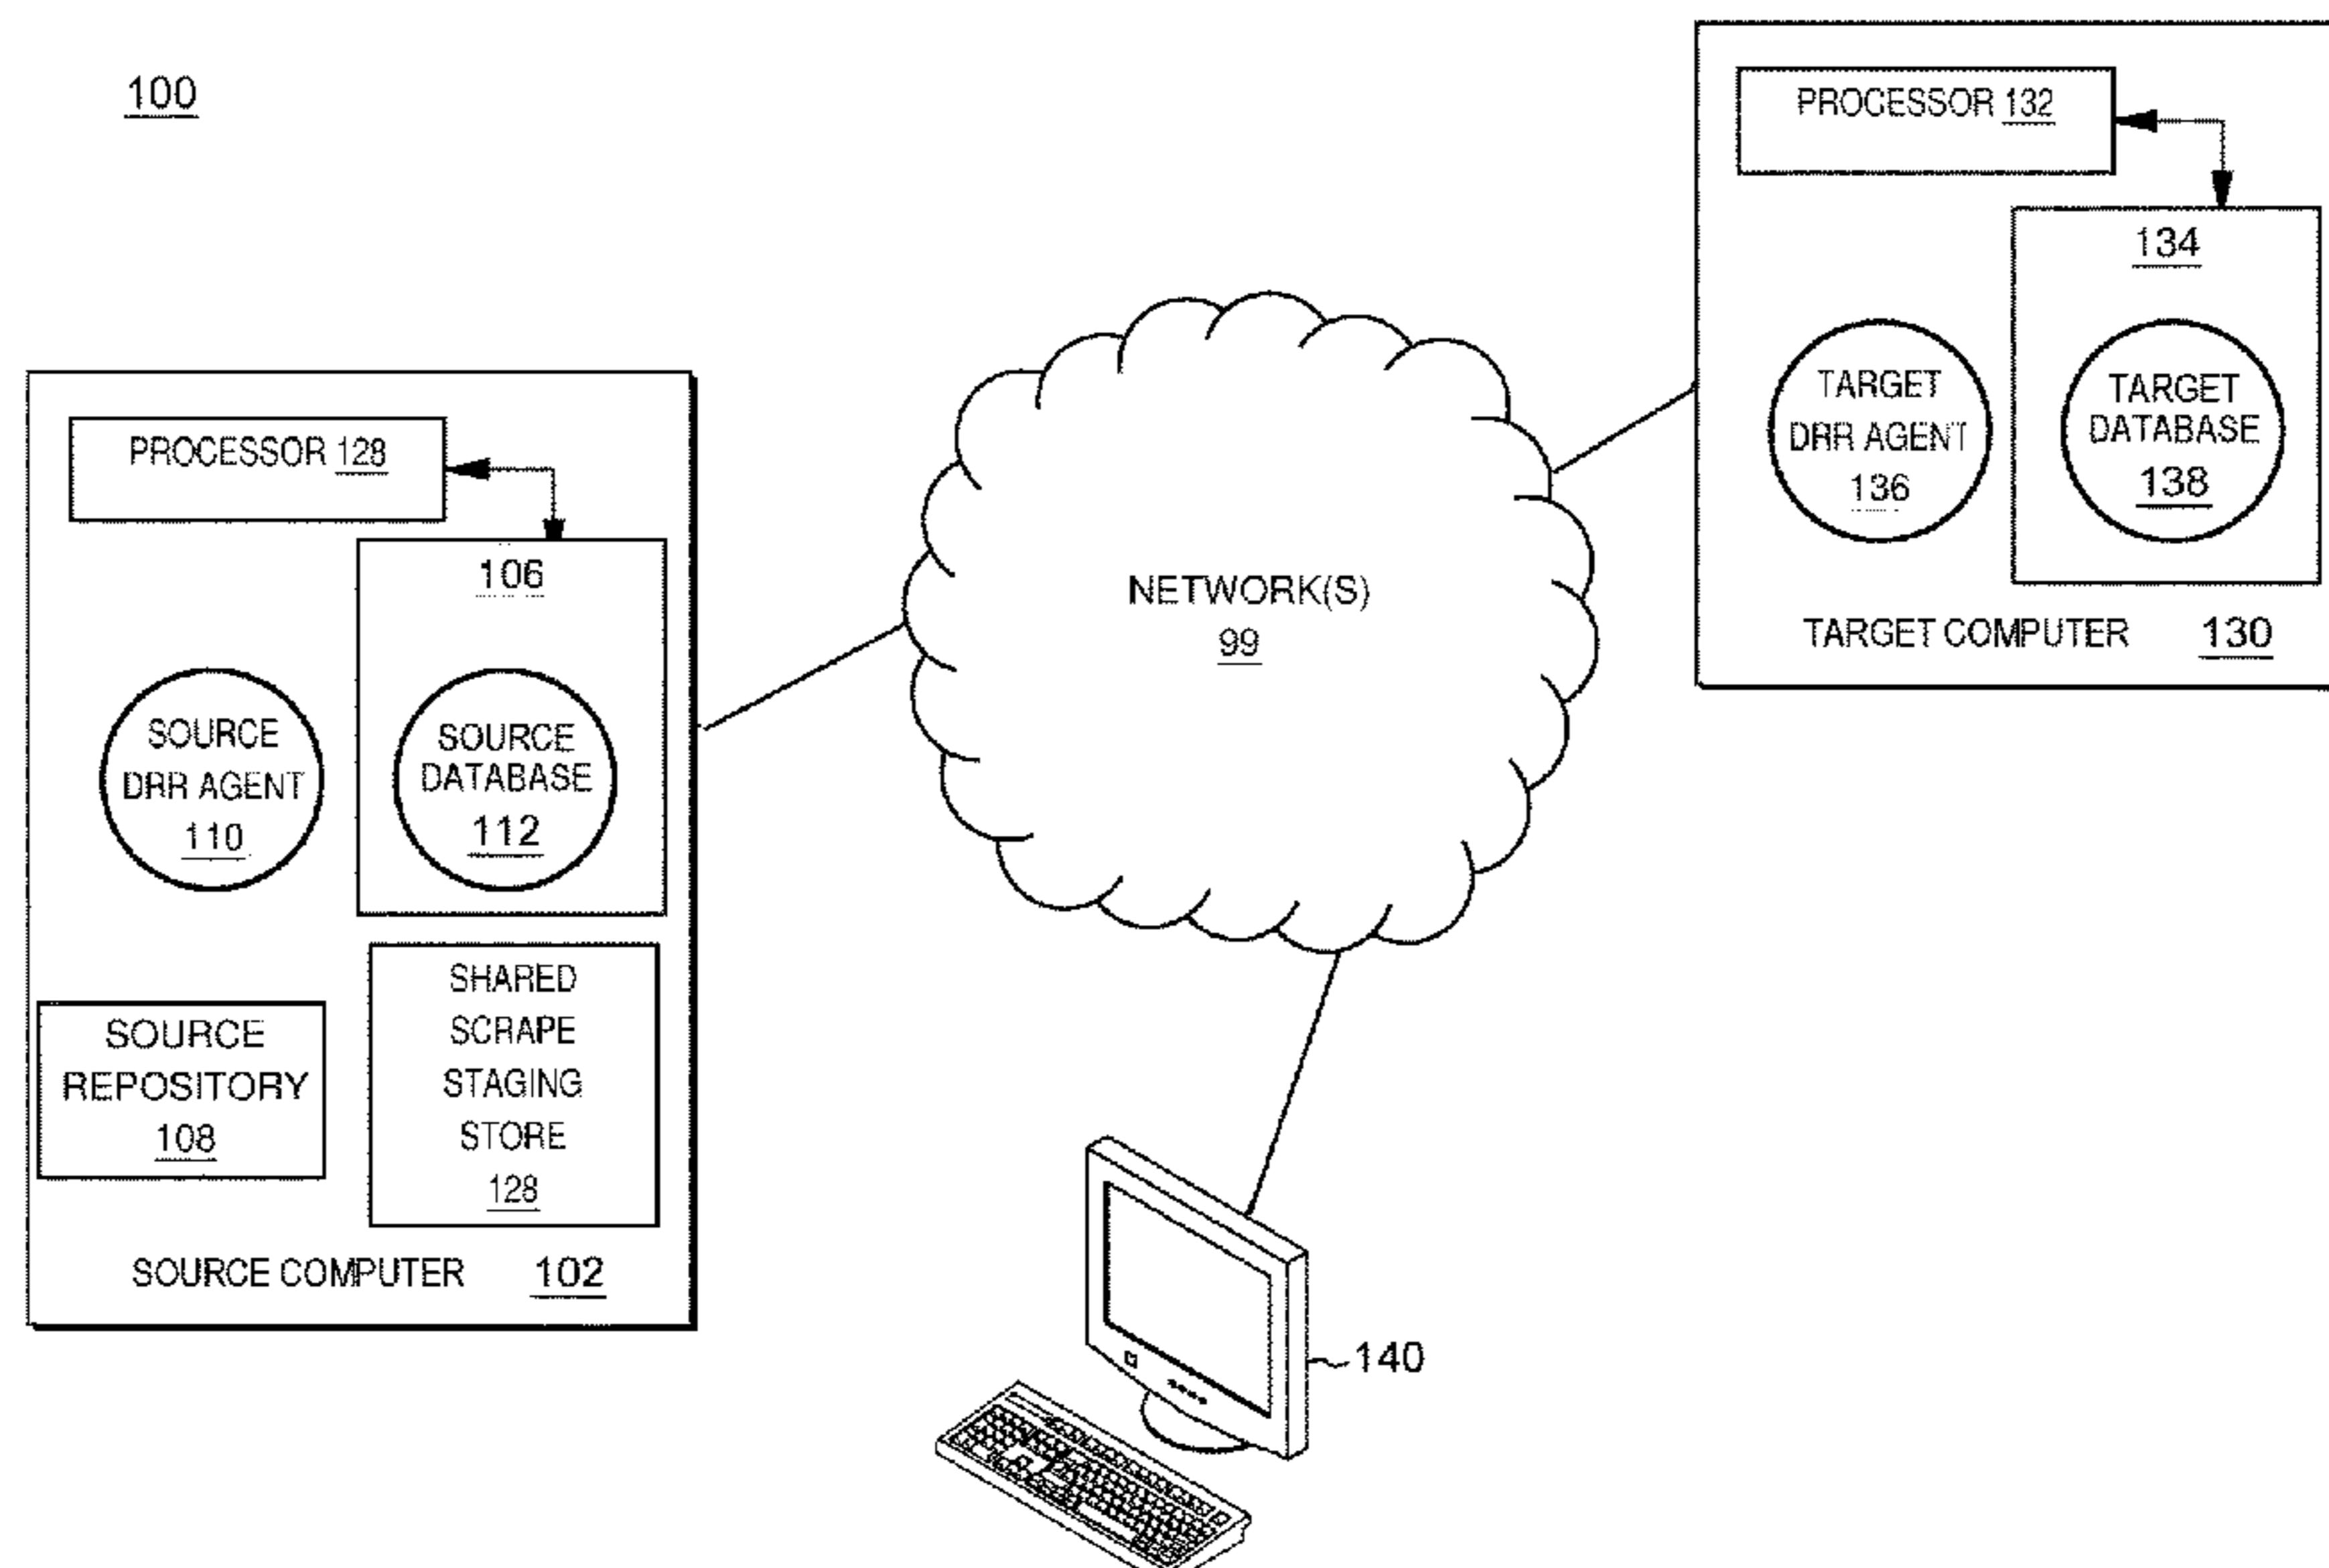 100
PROCESSOR 132
134
TARGET
DRR AGENT
136
TARGET
DATABASE
138
TARGET COMPUTER 130
NETWORK(S)
99
PROCESSOR 128
106
SOURCE
DRR AGENT
110
SOURCE
DATABASE
112
SOURCE
REPOSITORY
108
SHARED
SCRAPE
STAGING
STORE
128
SOURCE COMPUTER 102
140